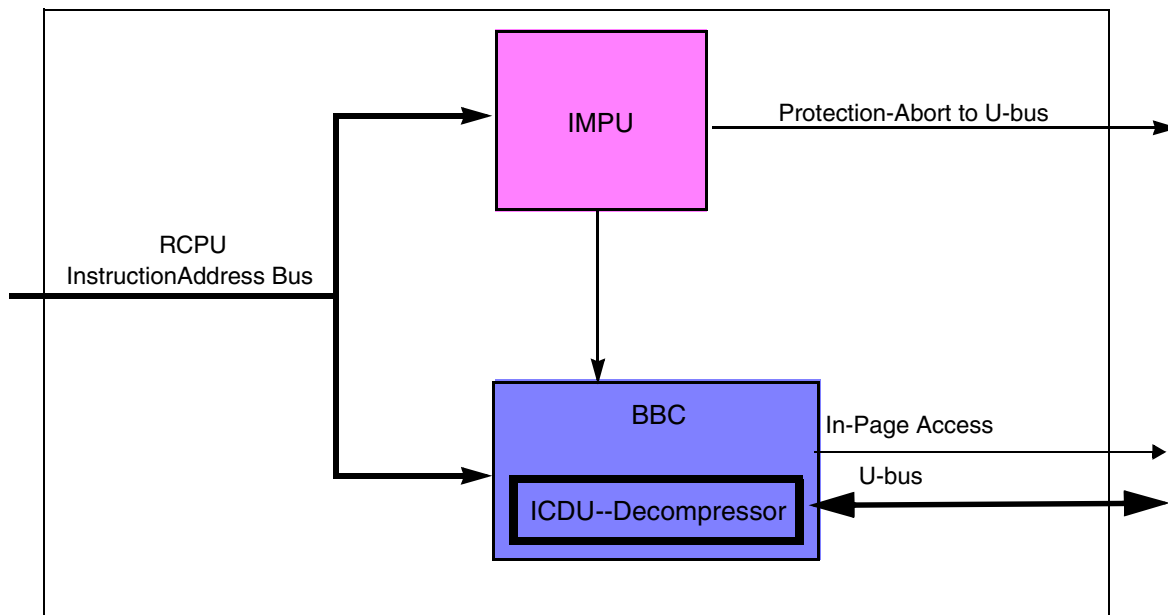 IMPU
Protection-Abort to U-bus
RCPU
InstructionAddress Bus
BBC
In-Page Access
U-bus
ICDU--Decompressor